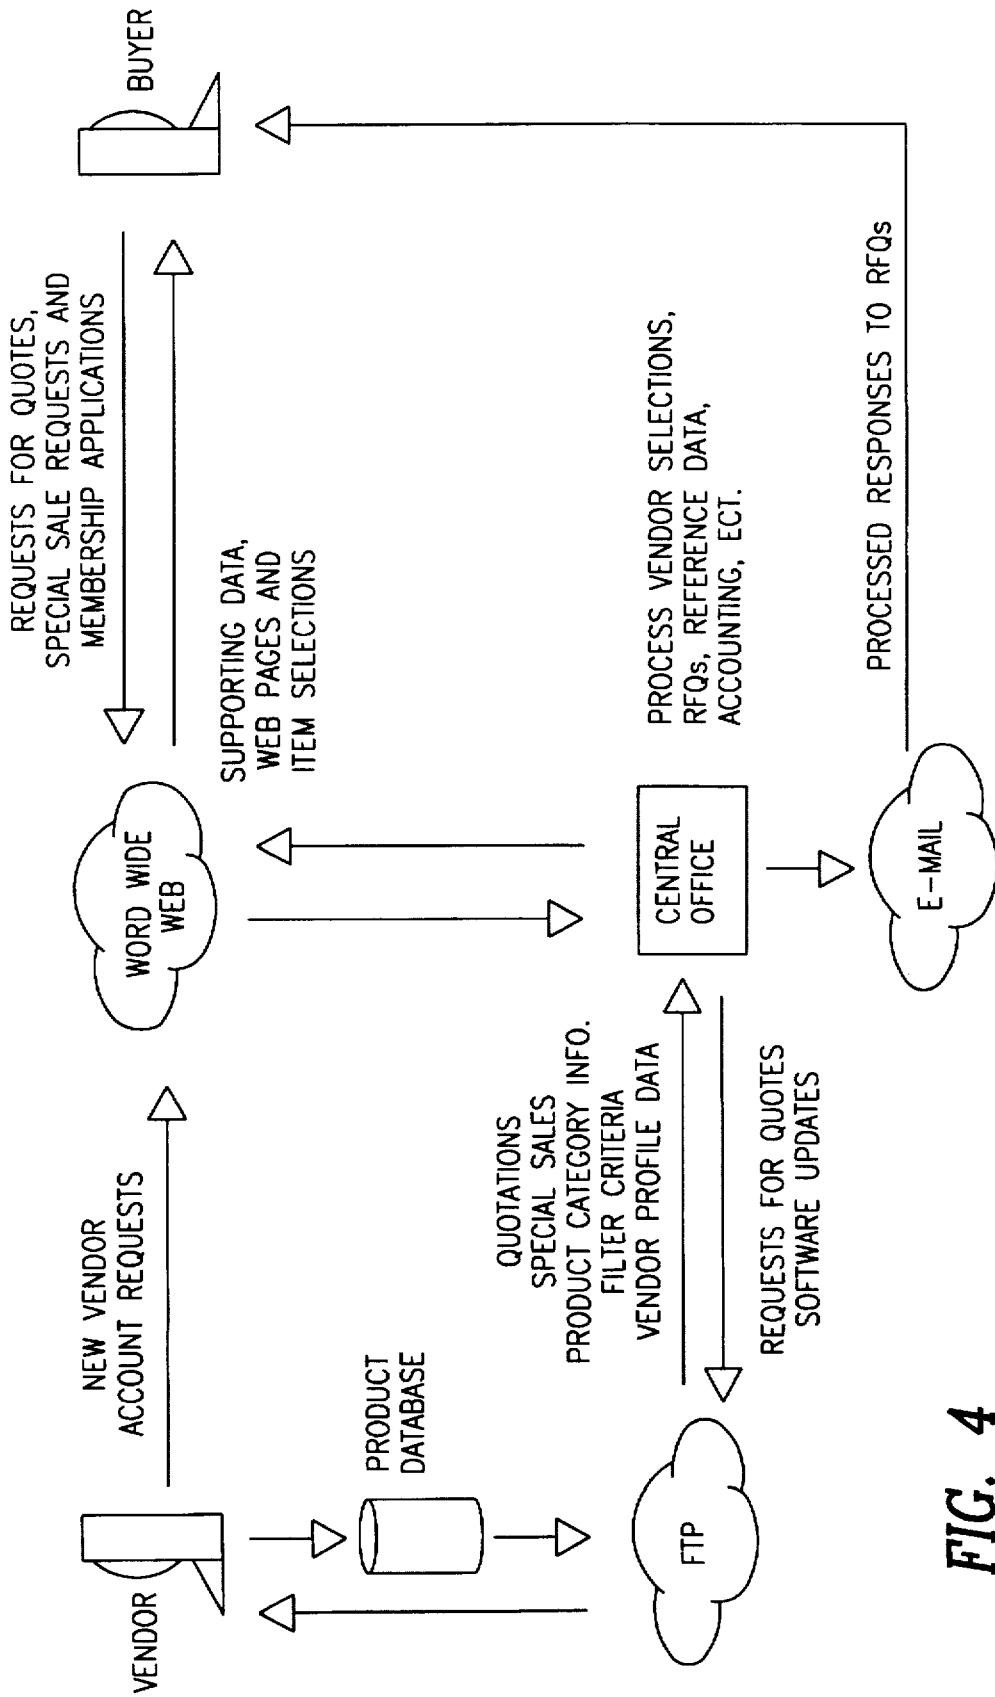 REQUESTS FOR QUOTES,
SPECIAL SALE REQUESTS AND
MEMBERSHIP APPLICATIONS
NEW VENDOR
ACCOUNT REQUESTS
VENDOR
WORD WIDE
WEB
BUYER
SUPPORTING DATA,
WEB PAGES AND
ITEM SELECTIONS
PRODUCT
DATABASE
QUOTATIONS
SPECIAL SALES
PRODUCT CATEGORY INFO.
FILTER CRITERIA
VENDOR PROFILE DATA
CENTRAL
OFFICE
PROCESS VENDOR SELECTIONS,
RFQs, REFERENCE DATA,
ACCOUNTING, ECT.
FTP
REQUESTS FOR QUOTES
SOFTWARE UPDATES
E-MAIL
PROCESSED RESPONSES TO RFQs
FIG. 4